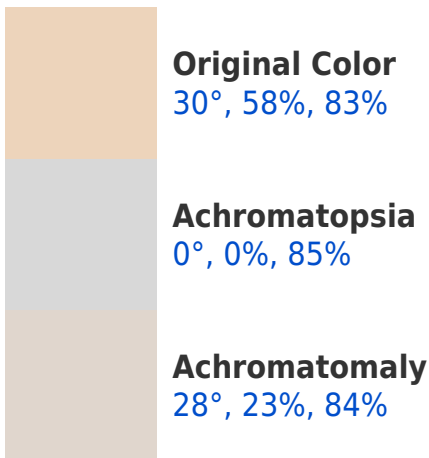 Original Color
30°, 58%, 83%
Achromatopsia
0°, 0%, 85%
Achromatomaly
28°, 23%, 84%